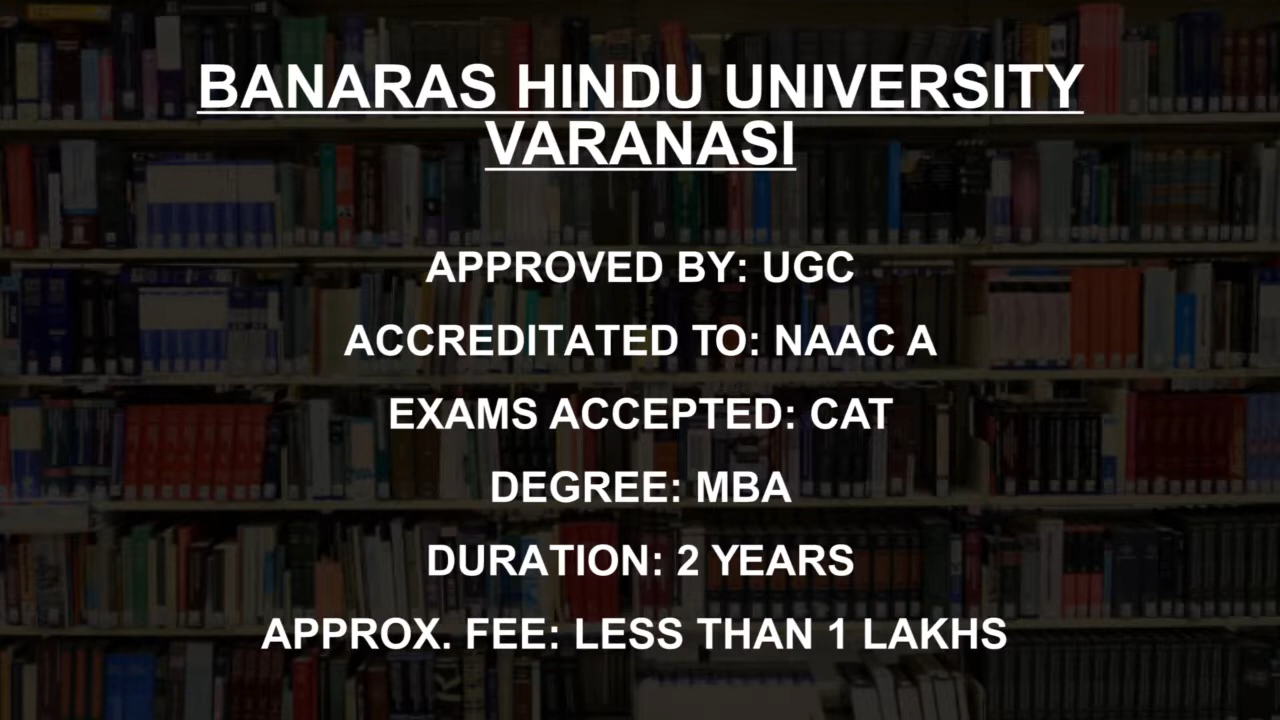 BANARAS HINDU UNIVERSITY
VARANASI
APPROVED BY: UGC
ACCREDITATED TO: NAAC A
EXAMS ACCEPTED: CAT
DEGREE: MBA
DURATION: 2 YEARS
APPROX. FEE: LESS THAN 1 LAKHS